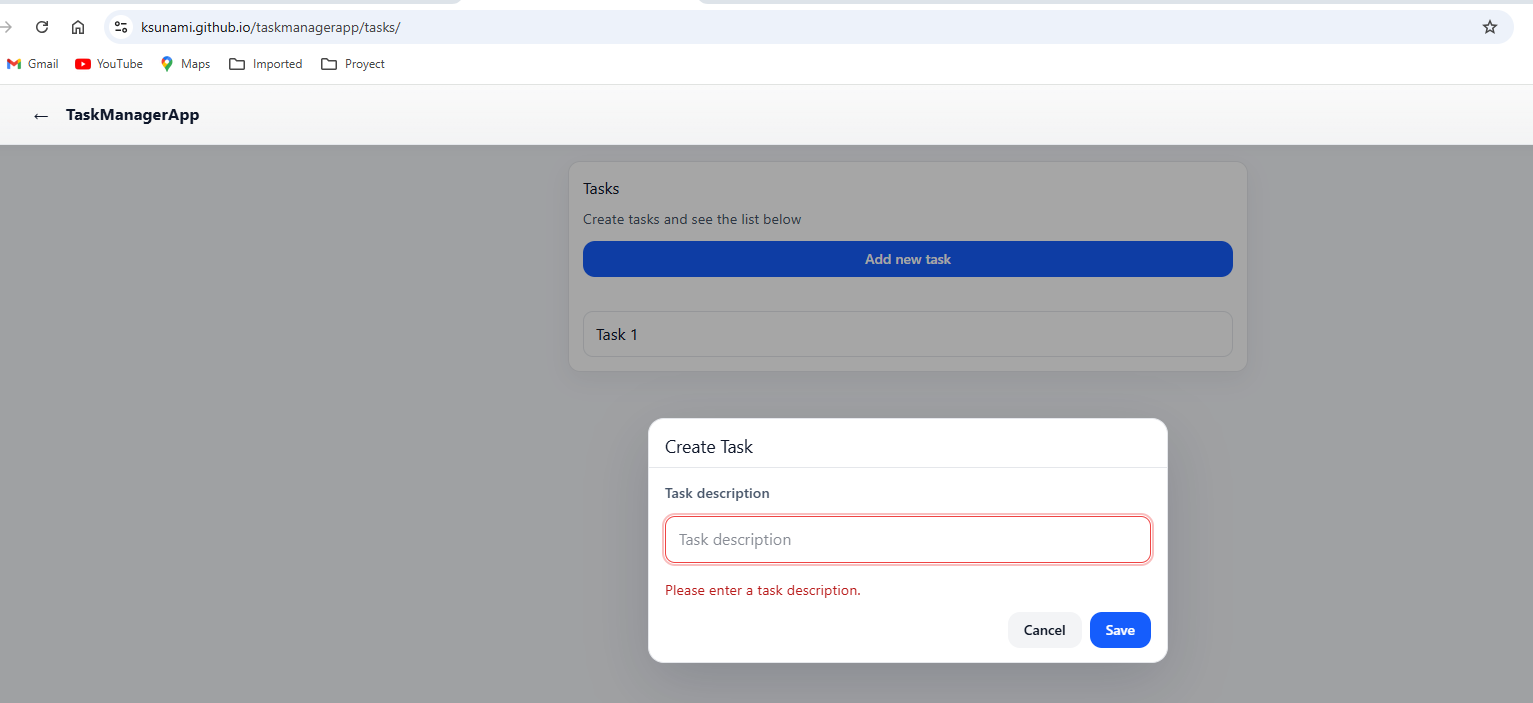 ksunami.github.io/taskmanagerapp/tasks/
Gmail YouTube Maps Imported Proyect
← TaskManagerApp
Tasks
Create tasks and see the list below
Add new task
Task 1
Create Task
Task description
Task description
Please enter a task description.
Cancel Save